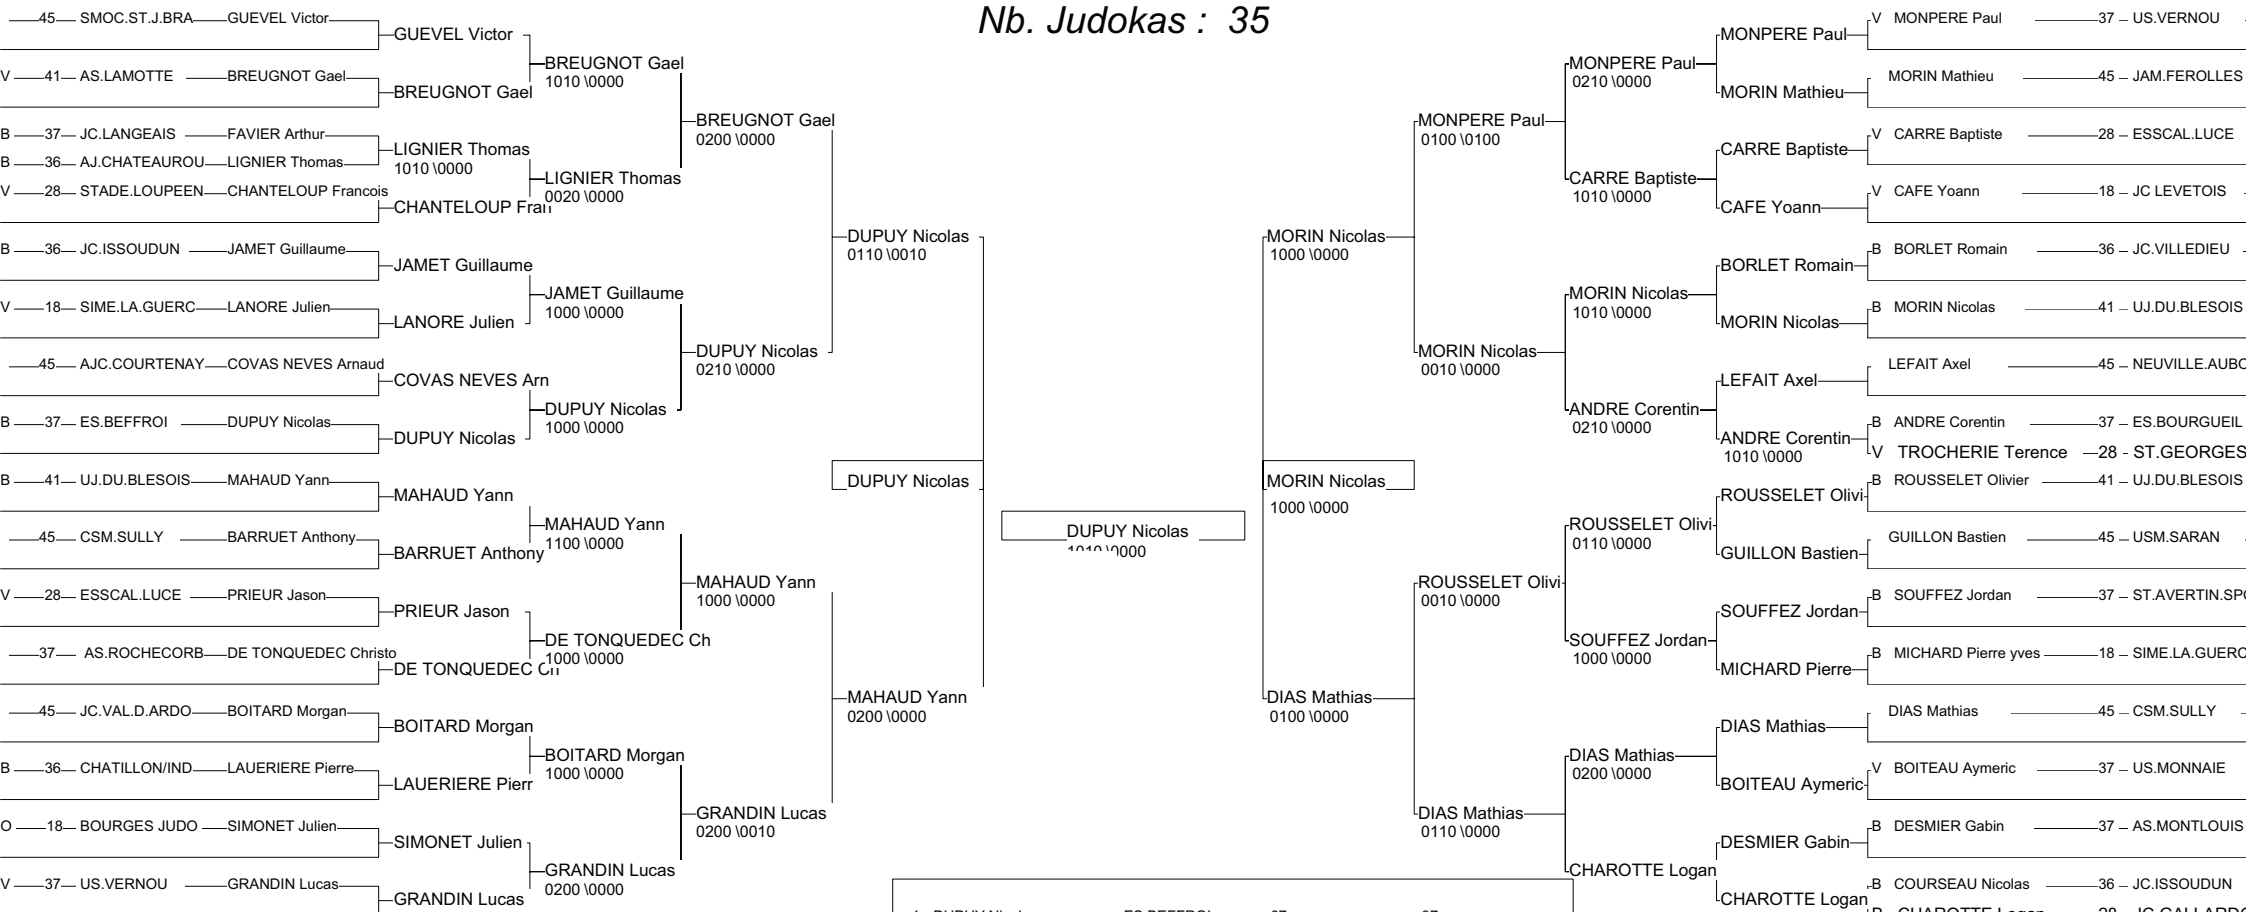 Nb. Judokas : 35
45 SMOC.ST.J.BRA GUEVEL Victor
V 41 AS.LAMOTTE BREUGNOT Gael
B 37 JC.LANGEAIS FAVIER Arthur
B 36 AJ.CHATEAUROU LIGNIER Thomas
V 28 STADE.LOUPEEN CHANTELOUP Francois
B 36 JC.ISSOUDUN JAMET Guillaume
V 18 SIME.LA.GUERC LANORE Julien
45 AJC.COURTENAY COVAS NEVES Arnaud
B 37 ES.BEFFROI DUPUY Nicolas
B 41 UJ.DU.BLESOIS MAHAUD Yann
45 CSM.SULLY BARRUET Anthony
V 28 ESSCAL.LUCE PRIEUR Jason
37 AS.ROCHECORB DE TONQUEDEC Christo
45 JC.VAL.D.ARDO BOITARD Morgan
B 36 CHATILLON/IND LAUERIERE Pierre
O 18 BOURGES JUDO SIMONET Julien
V 37 US.VERNOU GRANDIN Lucas
GUEVEL Victor
BREUGNOT Gael
LIGNIER Thomas
1010 \0000
CHANTELOUP Fran
JAMET Guillaume
LANORE Julien
COVAS NEVES Arn
DUPUY Nicolas
MAHAUD Yann
BARRUET Anthony
PRIEUR Jason
DE TONQUEDEC Ch
BOITARD Morgan
LAUERIERE Pierr
SIMONET Julien
GRANDIN Lucas
BREUGNOT Gael
1010 \0000
LIGNIER Thomas
0020 \0000
JAMET Guillaume
1000 \0000
DUPUY Nicolas
1000 \0000
MAHAUD Yann
1100 \0000
DE TONQUEDEC Ch
1000 \0000
BOITARD Morgan
1000 \0000
GRANDIN Lucas
0200 \0000
BREUGNOT Gael
0200 \0000
DUPUY Nicolas
0210 \0000
MAHAUD Yann
1000 \0000
GRANDIN Lucas
0200 \0010
DUPUY Nicolas
0110 \0010
DUPUY Nicolas
MAHAUD Yann
0200 \0000
DUPUY Nicolas
1010 \0000
MORIN Nicolas
1000 \0000
MORIN Nicolas
1000 \0000
DIAS Mathias
0100 \0000
MONPERE Paul
0100 \0100
MORIN Nicolas
0010 \0000
ROUSSELET Olivi
0010 \0000
DIAS Mathias
0110 \0000
MONPERE Paul
0210 \0000
CARRE Baptiste
1010 \0000
MORIN Nicolas
1010 \0000
ANDRE Corentin
0210 \0000
ROUSSELET Olivi
0110 \0000
SOUFFEZ Jordan
1000 \0000
DIAS Mathias
0200 \0000
CHAROTTE Logan
MONPERE Paul
MORIN Mathieu
CARRE Baptiste
CAFE Yoann
BORLET Romain
MORIN Nicolas
LEFAIT Axel
ANDRE Corentin
1010 \0000
ROUSSELET Olivi
GUILLON Bastien
SOUFFEZ Jordan
MICHARD Pierre
DIAS Mathias
BOITEAU Aymeric
DESMIER Gabin
CHAROTTE Logan
V MONPERE Paul 37 – US.VERNOU
MORIN Mathieu 45 – JAM.FEROLLES
V CARRE Baptiste 28 – ESSCAL.LUCE
V CAFE Yoann 18 – JC LEVETOIS
B BORLET Romain 36 – JC.VILLEDIEU
B MORIN Nicolas 41 – UJ.DU.BLESOIS
LEFAIT Axel 45 – NEUVILLE.AUBO
B ANDRE Corentin 37 – ES.BOURGUEIL
V TROCHERIE Terence 28 - ST.GEORGES
B ROUSSELET Olivier 41 – UJ.DU.BLESOIS
GUILLON Bastien 45 – USM.SARAN
B SOUFFEZ Jordan 37 – ST.AVERTIN.SPO
B MICHARD Pierre yves 18 – SIME.LA.GUERC
DIAS Mathias 45 – CSM.SULLY
V BOITEAU Aymeric 37 – US.MONNAIE
B DESMIER Gabin 37 – AS.MONTLOUIS
B COURSEAU Nicolas 36 – JC.ISSOUDUN